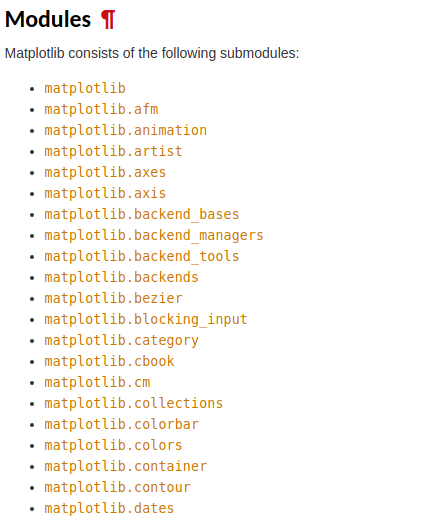 Modules ¶
Matplotlib consists of the following submodules:
• matplotlib
• matplotlib.afm
• matplotlib.animation
• matplotlib.artist
• matplotlib.axes
• matplotlib.axis
• matplotlib.backend_bases
• matplotlib.backend_managers
• matplotlib.backend_tools
• matplotlib.backends
• matplotlib.bezier
• matplotlib.blocking_input
• matplotlib.category
• matplotlib.cbook
• matplotlib.cm
• matplotlib.collections
• matplotlib.colorbar
• matplotlib.colors
• matplotlib.container
• matplotlib.contour
• matplotlib.dates